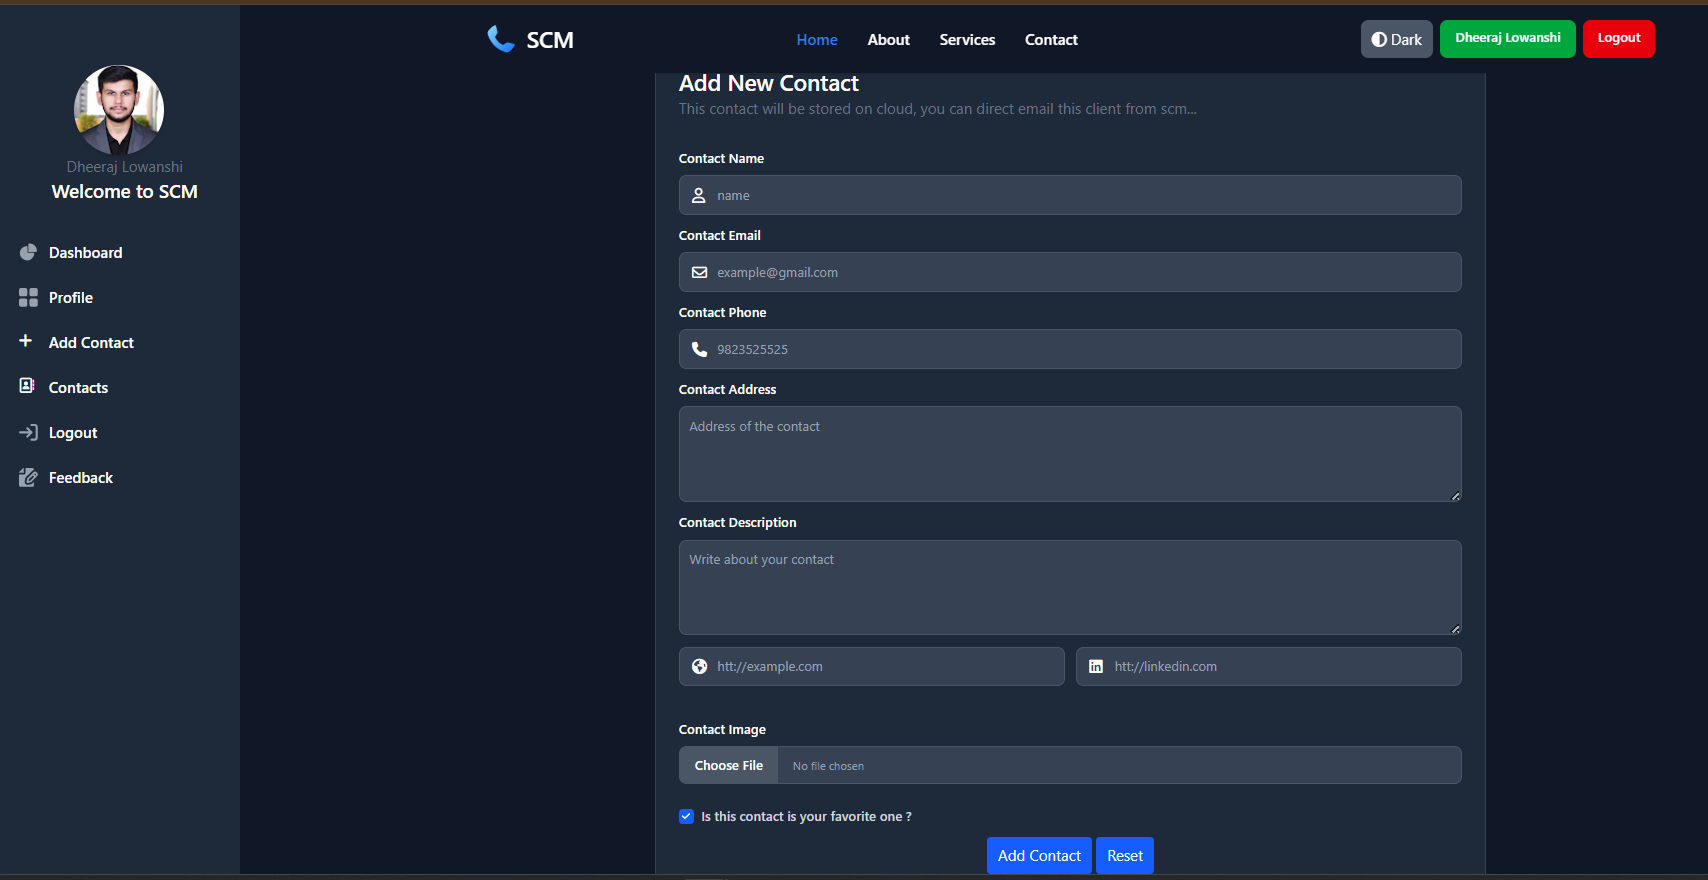 SCM
Home About Services Contact
Dark
Dheeraj Lowanshi
Logout
Dheeraj Lowanshi
Welcome to SCM
Dashboard
Profile
Add Contact
Contacts
Logout
Feedback
Add New Contact
This contact will be stored on cloud, you can direct email this client from scm...
Contact Name
name
Contact Email
example@gmail.com
Contact Phone
9823525525
Contact Address
Address of the contact
Contact Description
Write about your contact
htt://example.com
htt://linkedin.com
Contact Image
Choose File No file chosen
Is this contact is your favorite one ?
Add Contact Reset